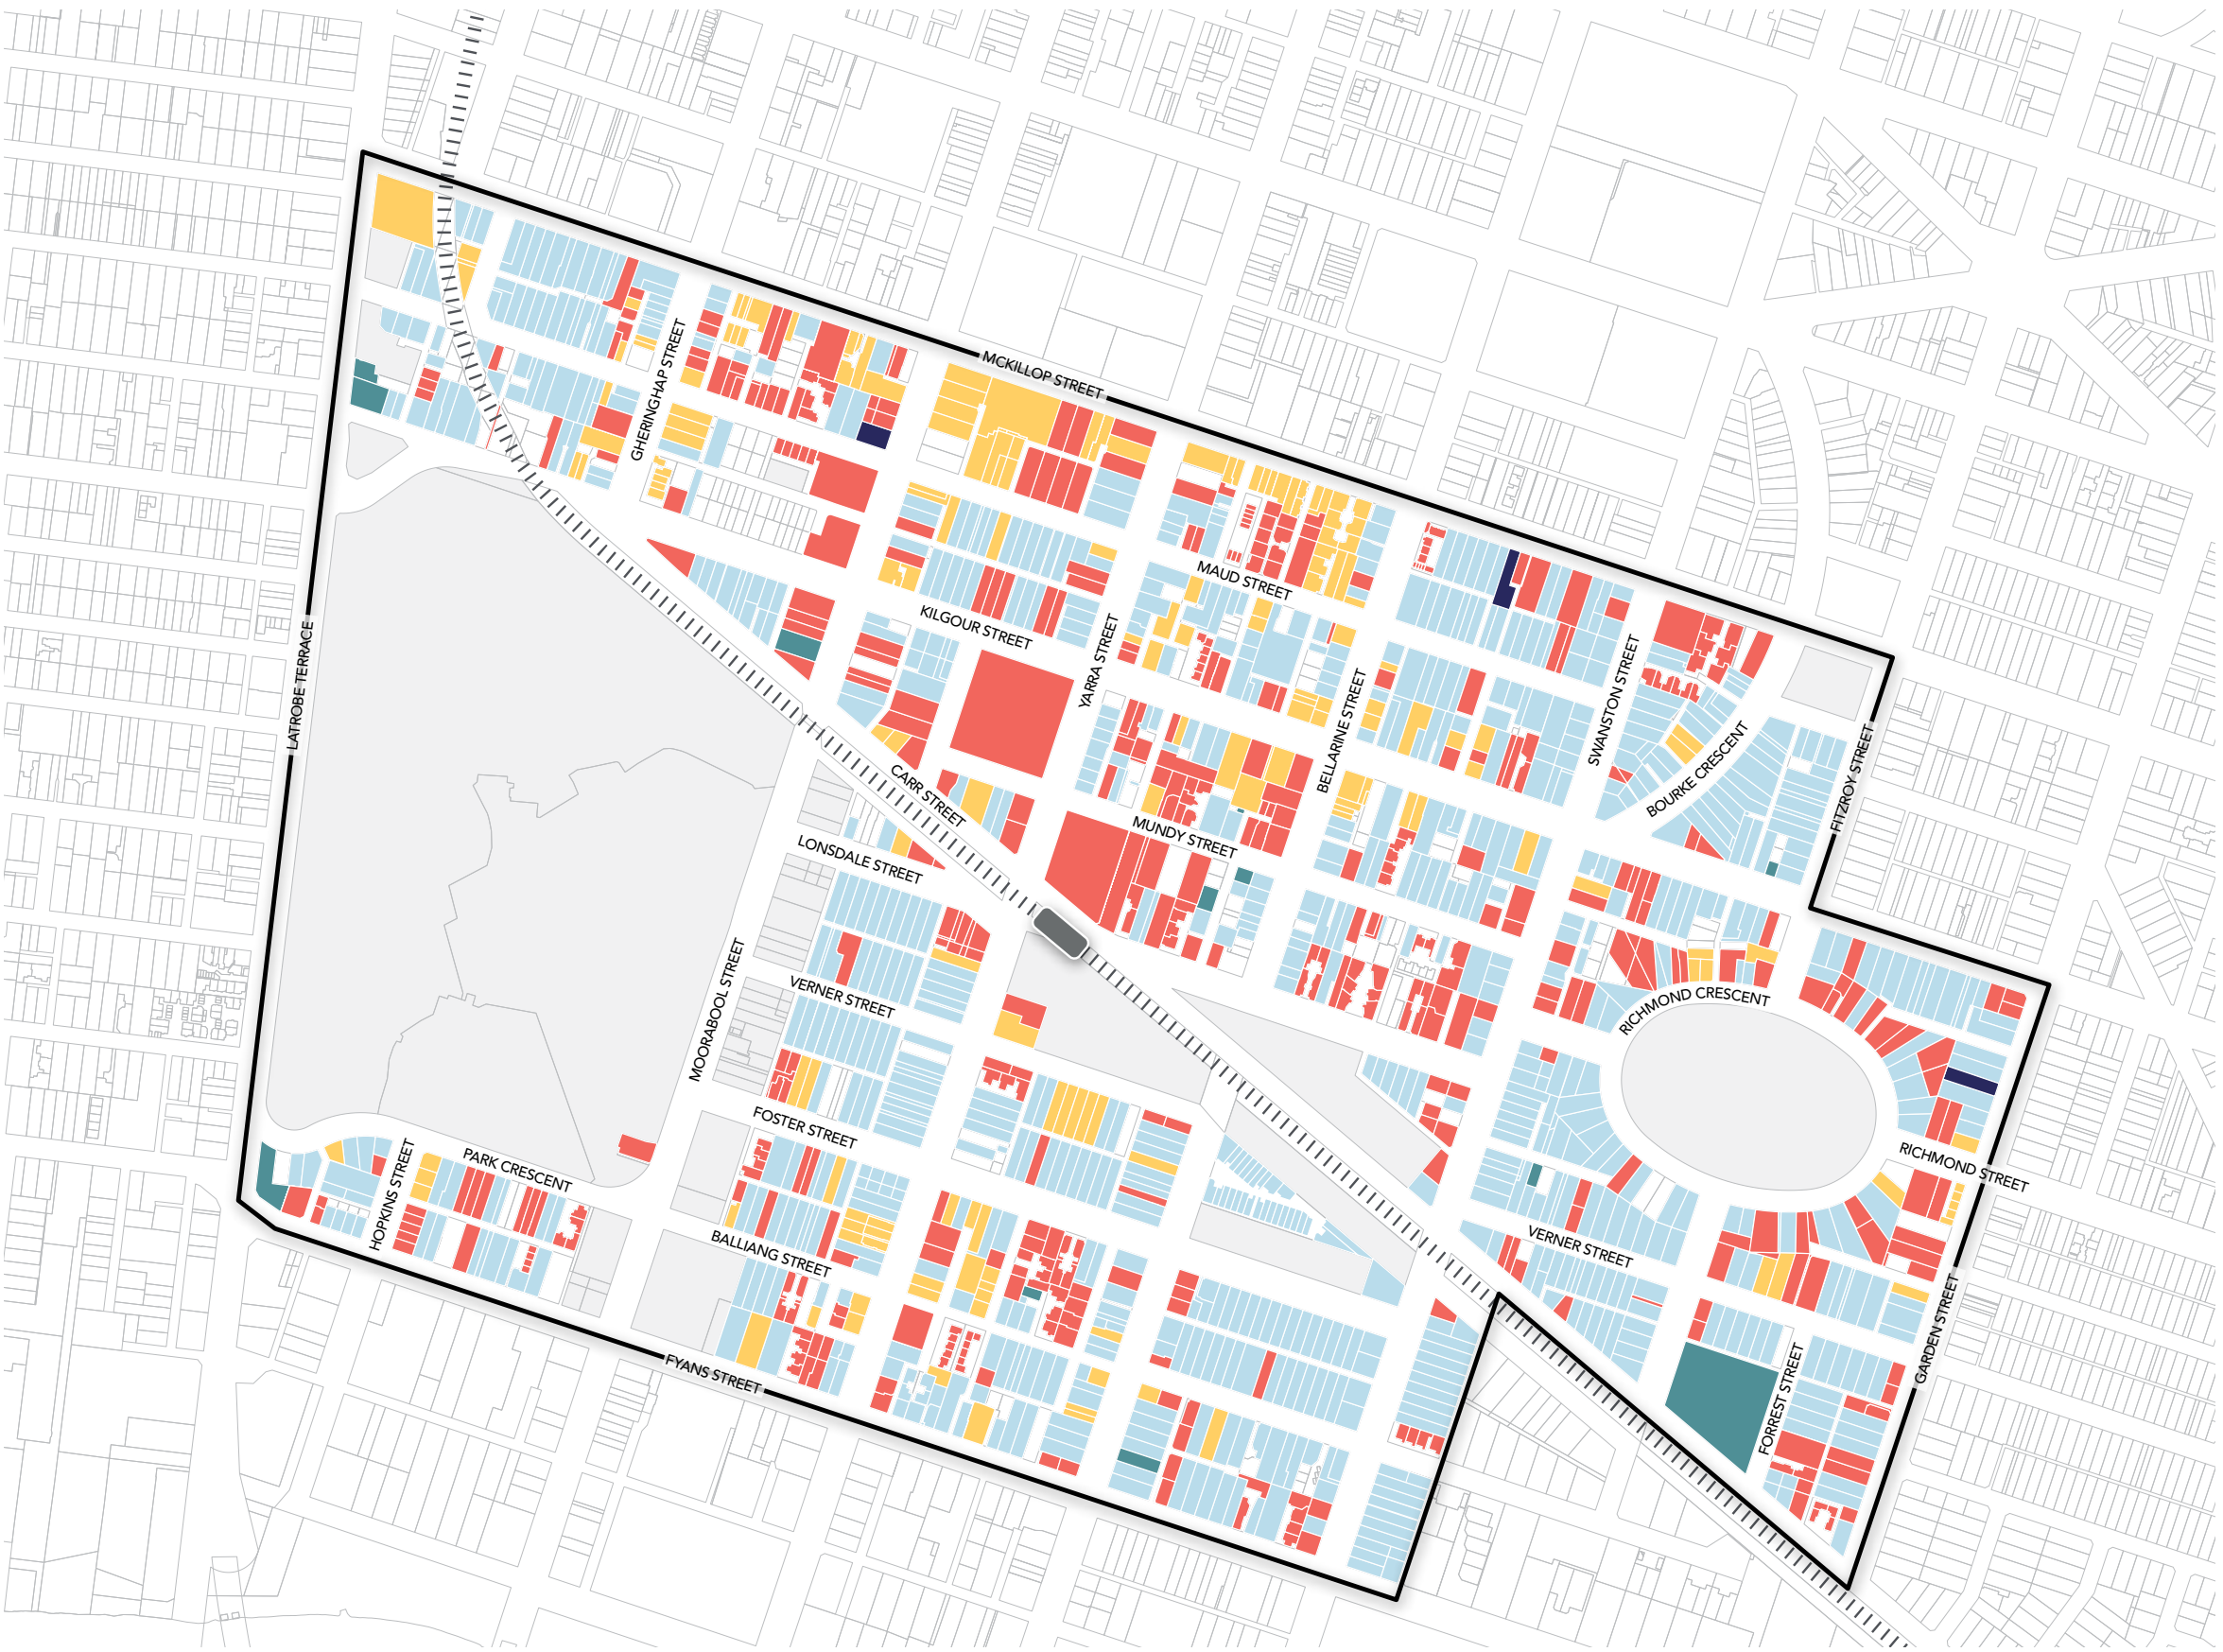 MCKILLOP STREET
GHERINGHAP STREET
MAUD STREET
KILGOUR STREET
YARRA STREET
LATROBE TERRACE
SWANSTON STREET
BELLARINE STREET
BOURKE CRESCENT
FITZROY STREET
CARR STREET
MUNDY STREET
LONSDALE STREET
MOORABOOL STREET
VERNER STREET
RICHMOND CRESCENT
FOSTER STREET
PARK CRESCENT
HOPKINS STREET
RICHMOND STREET
BALLIANG STREET
VERNER STREET
GARDEN STREET
FORREST STREET
FYANS STREET